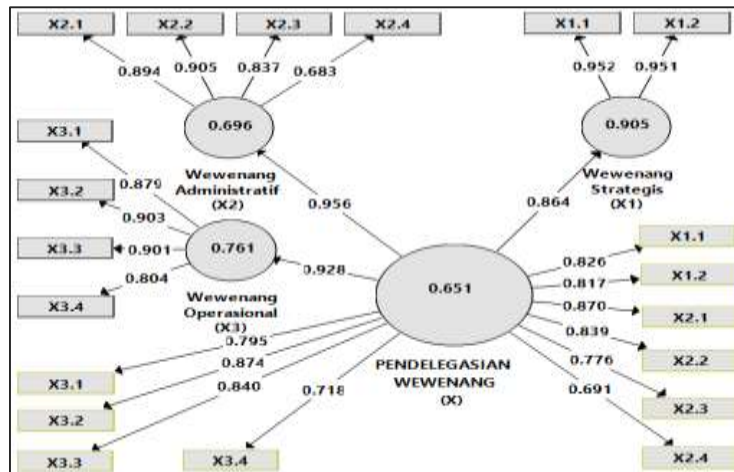 X2.1 X2.2 X2.3 X2.4 X1.1 X1.2
0.894 0.905 0.837 0.683 0.952 0.951
0.696 0.905
X3.1
Wewenang
Administratif
(X2)
Wewenang
Strategis
(X1)
0.879
X3.2
0.903
0.956 0.864
X3.3
0.901
0.761
0.928
X1.1
0.826
X3.4
0.804
Wewenang
Operasional
(X3)
0.651
0.817
X1.2
0.870
X2.1
0.795
0.839
X2.2
X3.1
0.874
PENDELEGASIAN
WEWENANG
(X)
0.776
X3.2
0.840
0.718
0.691
X2.3
X3.3
X3.4
X2.4